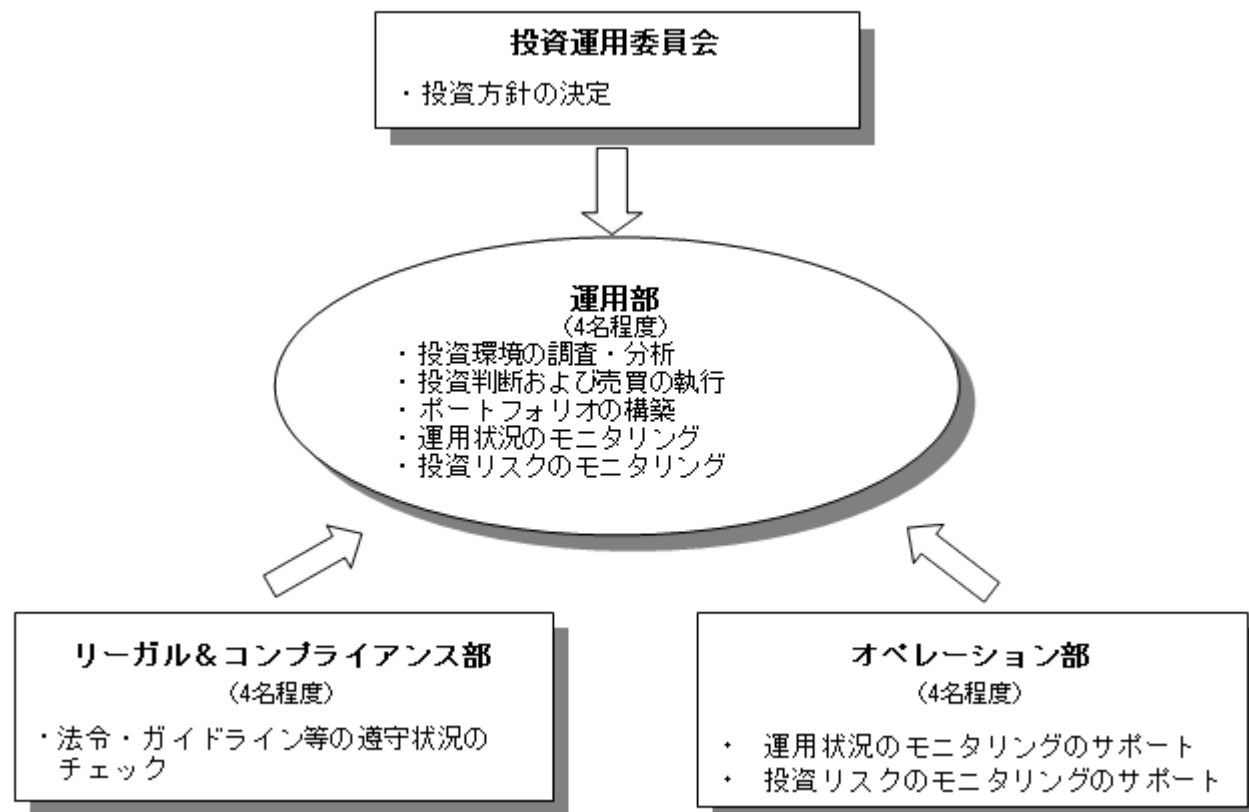 投資運用委員会
・投資方針の決定
運用部
(4名程度)
・投資環境の調査・分析
・投資判断および売買の執行
・ポートフォリオの構築
・運用状況のモニタリング
・投資リスクのモニタリング
リーガル＆コンプライアンス部
(4名程度)
・法令・ガイドライン等の遵守状況の
チェック
オペレーション部
(4名程度)
・ 運用状況のモニタリングのサポート
・ 投資リスクのモニタリングのサポート